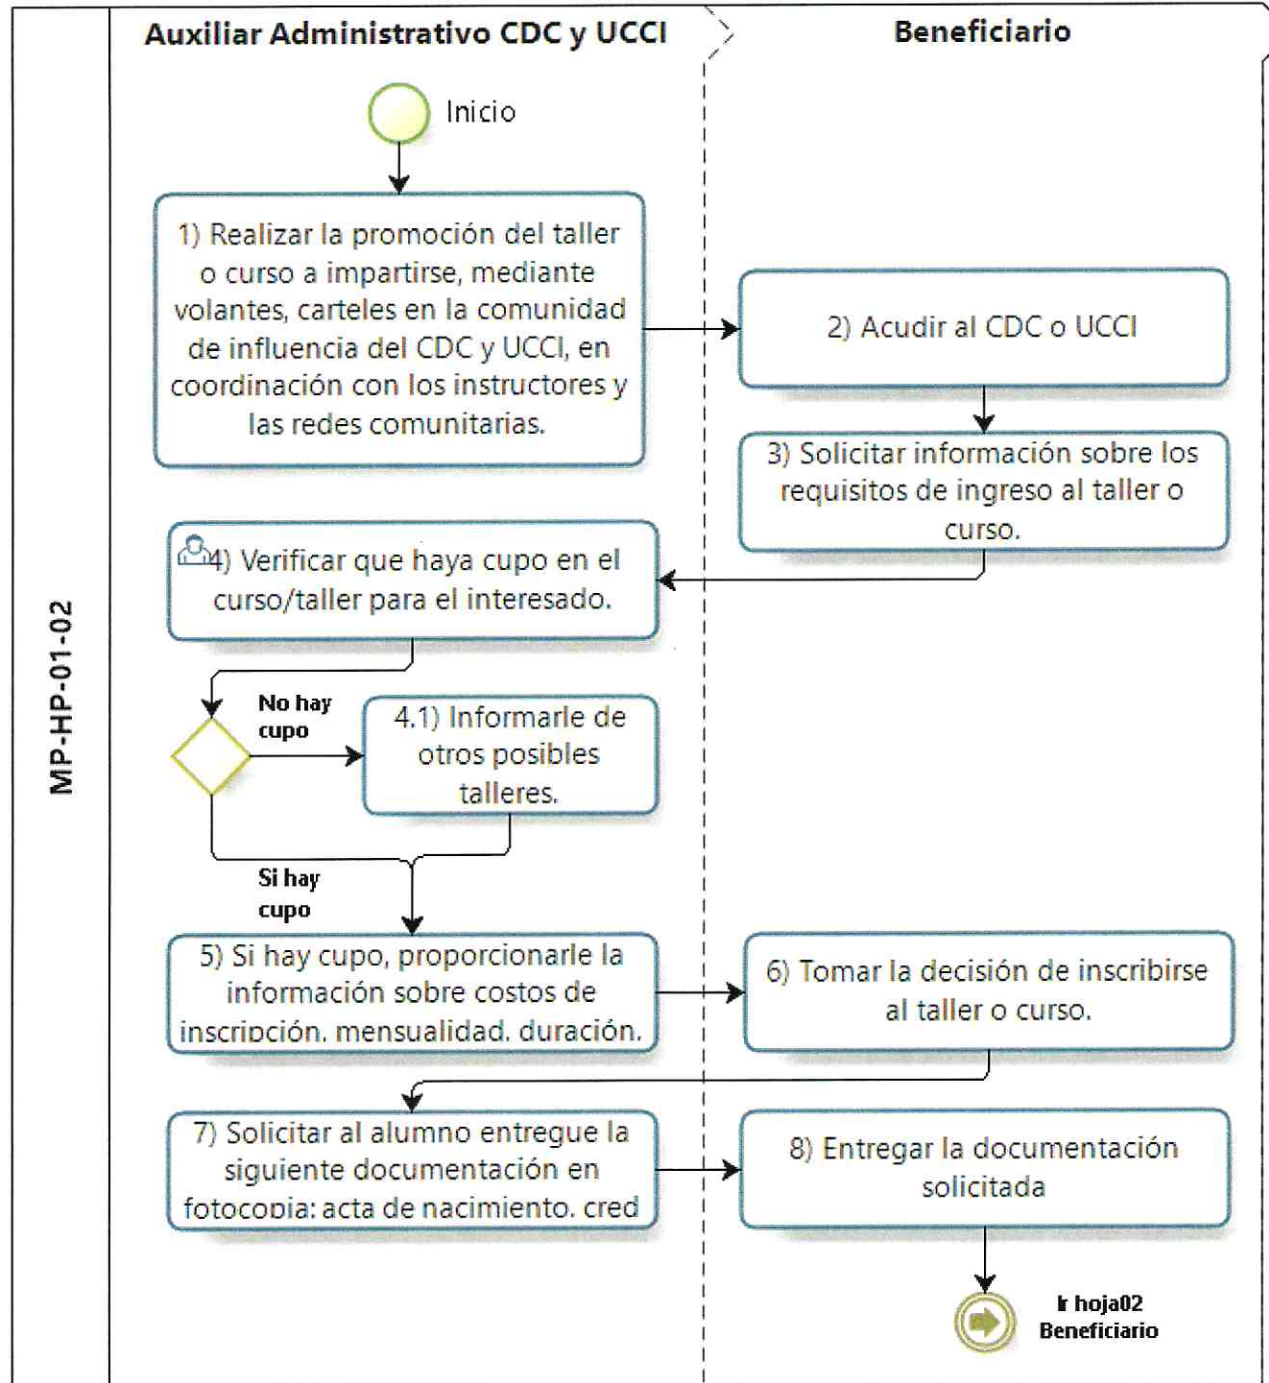 Auxiliar Administrativo CDC y UCCI
Beneficiario
MP-HP-01-02
Inicio
1) Realizar la promoción del taller
o curso a impartirse, mediante
volantes, carteles en la comunidad
de influencia del CDC y UCCI, en
coordinación con los instructores y
las redes comunitarias.
2) Acudir al CDC o UCCI
3) Solicitar información sobre los
requisitos de ingreso al taller o
curso.
4) Verificar que haya cupo en el
curso/taller para el interesado.
No hay
cupo
4.1) Informarle de
otros posibles
talleres.
Si hay
cupo
5) Si hay cupo, proporcionarle la
información sobre costos de
inscripción, mensualidad, duración,
6) Tomar la decisión de inscribirse
al taller o curso.
7) Solicitar al alumno entregue la
siguiente documentación en
fotocopia: acta de nacimiento, cred
8) Entregar la documentación
solicitada
Ir hoja02
Beneficiario